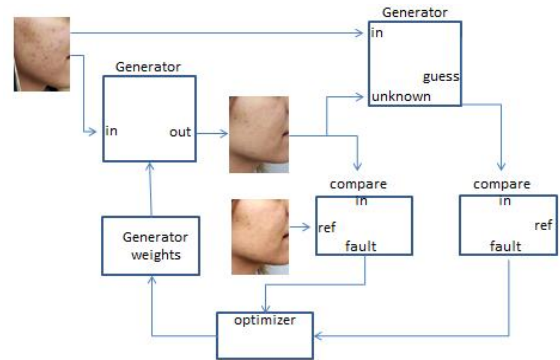 Generator
in
guess
unknown
Generator
in
out
compare
in
ref
fault
compare
in
ref
fault
Generator
weights
optimizer